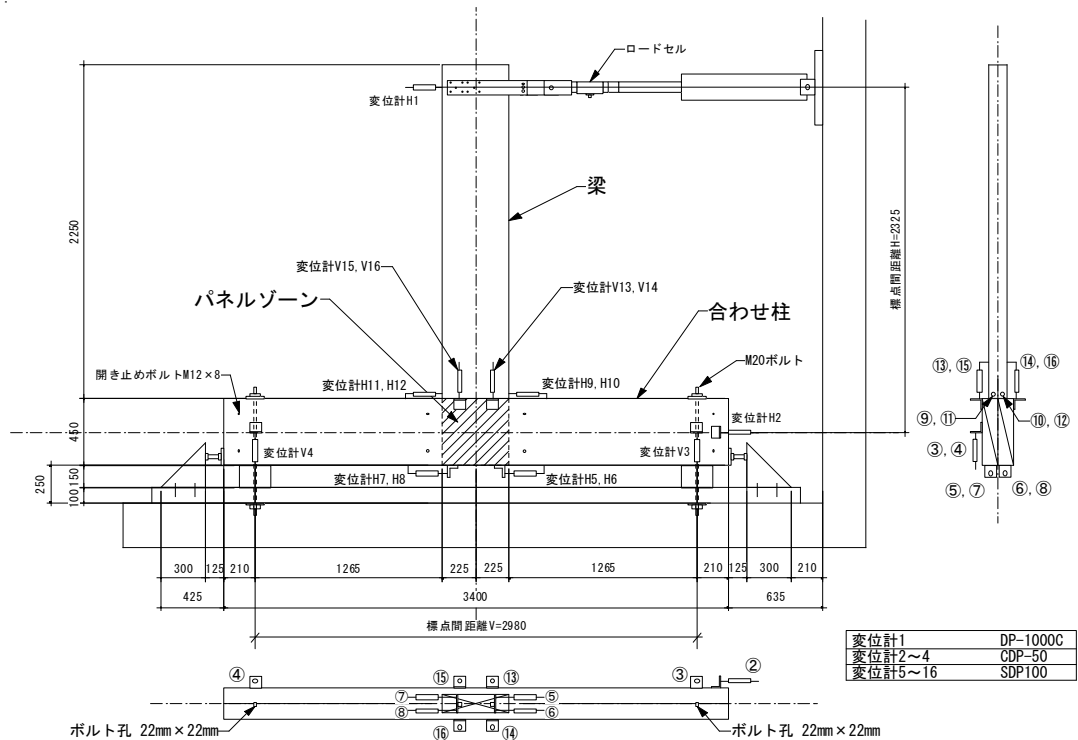 ロードセル
変位計H1
梁
2250
標点間距離H=2325
変位計V15, V16
変位計V13, V14
パネルゾーン
合わせ柱
M20ボルト
開き止めボルトM12×8
変位計H11, H12
変位計H9, H10
変位計H2
450
変位計V4
変位計V3
250
150
100
変位計H7, H8
変位計H5, H6
300
125
210
1265
225
225
1265
210
125
300
210
425
3400
635
標点間距離V=2980
⑬, ⑮
⑭, ⑯
⑨, ⑪
⑩, ⑫
③, ④
⑤, ⑦
⑥, ⑧
変位計1 DP-1000C
変位計2～4 CDP-50
変位計5～16 SDP100
④
⑮
⑬
③
②
⑦
⑤
⑧
⑥
⑯
⑭
ボルト孔 22mm×22mm
ボルト孔 22mm×22mm